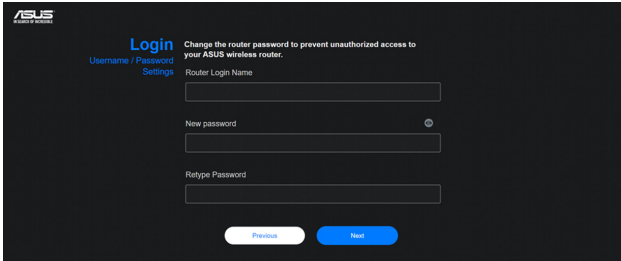 ASUS
IN SEARCH OF INCREDIBLE
Login
Username / Password
Settings
Change the router password to prevent unauthorized access to
your ASUS wireless router.
Router Login Name
New password
Retype Password
Previous
Next